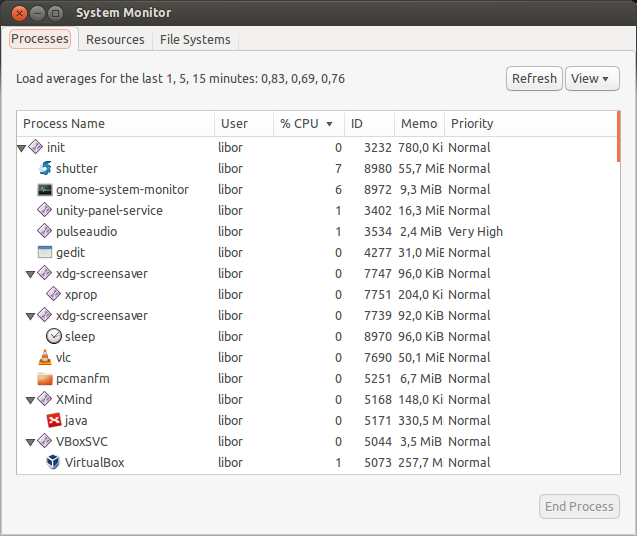 System Monitor
Processes Resources File Systems
Load averages for the last 1, 5, 15 minutes: 0,83, 0,69, 0,76 Refresh View
Process Name User % CPU ID Memo Priority
init libor 0 3232 780,0 Ki Normal
shutter libor 7 8980 55,7 MiB Normal
gnome-system-monitor libor 6 8972 9,3 MiB Normal
unity-panel-service libor 1 3402 16,3 MiB Normal
pulseaudio libor 1 3534 2,4 MiB Very High
gedit libor 0 4277 31,0 MiB Normal
xdg-screensaver libor 0 7747 96,0 KiB Normal
xprop libor 0 7751 204,0 Ki Normal
xdg-screensaver libor 0 7739 92,0 KiB Normal
sleep libor 0 8970 96,0 KiB Normal
vlc libor 0 7690 50,1 MiB Normal
pcmanfm libor 0 5251 6,7 MiB Normal
XMind libor 0 5168 148,0 Ki Normal
java libor 0 5171 330,5 M Normal
VBoxSVC libor 0 5044 3,5 MiB Normal
VirtualBox libor 1 5073 257,7 M Normal
End Process